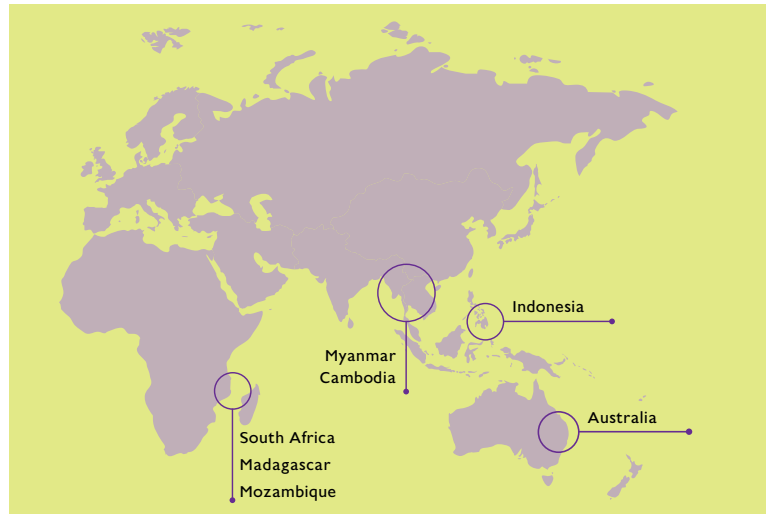 Indonesia
Myanmar
Cambodia
Australia
South Africa
Madagascar
Mozambique